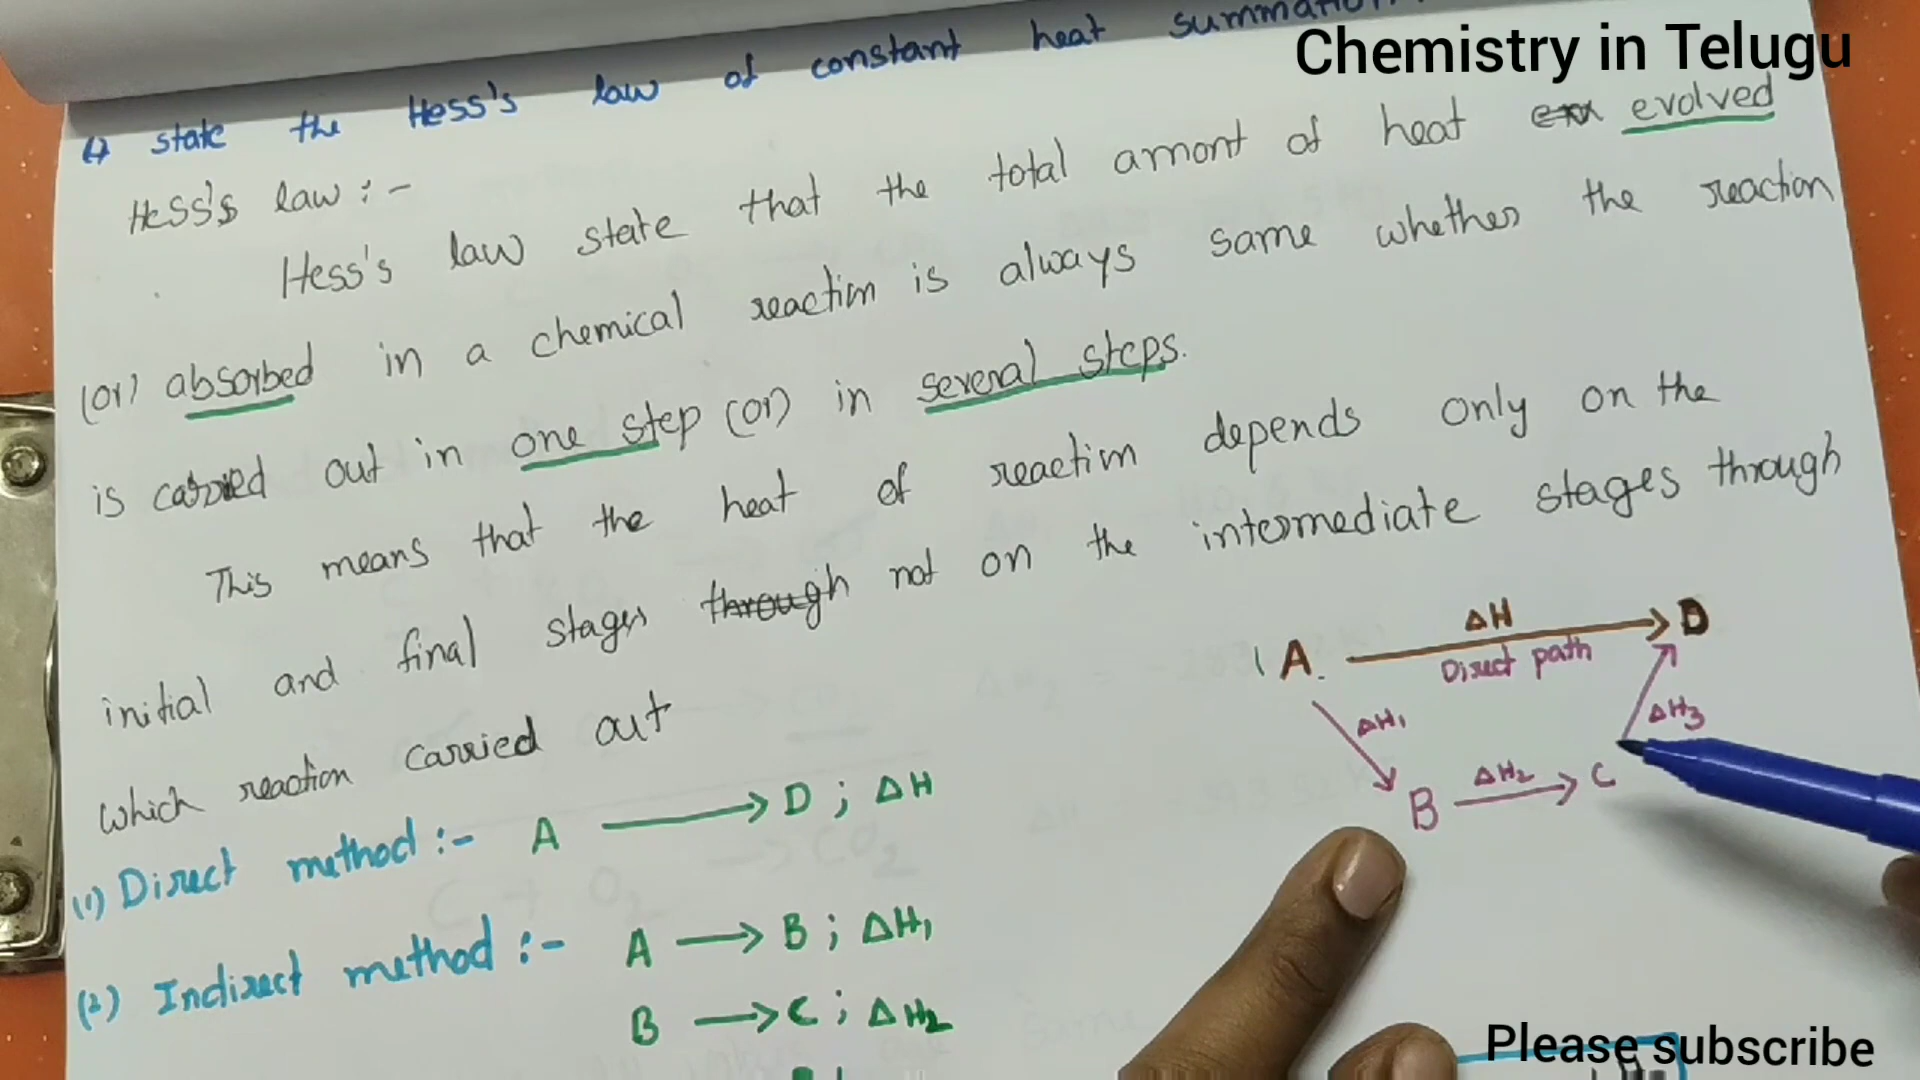 Chemistry in Telugu
1) state the Hess's law of constant heat summation
Hess's law :-
Hess's law state that the total amont of heat evolved
(or) absorbed in a chemical reaction is always same whether the reaction
is carried out in one step (or) in several steps.
This means that the heat of reaction depends only on the
initial and final stages through not on the intermediate stages through
which reaction carried out
(1) Direct method :- A → D ; ΔH
(2) Indirect method :- A → B ; ΔH₁
B → C ; ΔH₂
A ΔH D
Direct path
ΔH₁ ΔH₃
B ΔH₂ C
Please subscribe